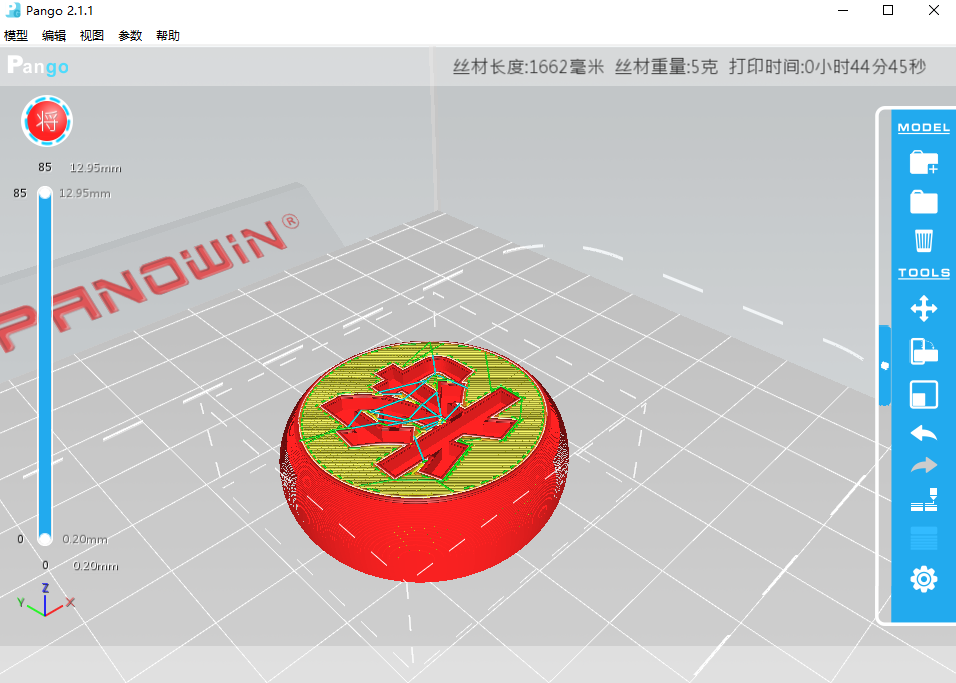 Pango 2.1.1
模型 编辑 视图 参数 帮助
Pango
丝材长度:1662毫米 丝材重量:5克 打印时间:0小时44分45秒
将
MODEL
85 12.95mm
85 12.95mm
PANOWIN®
TOOLS
0 0.20mm
0 0.20mm
Z
Y X